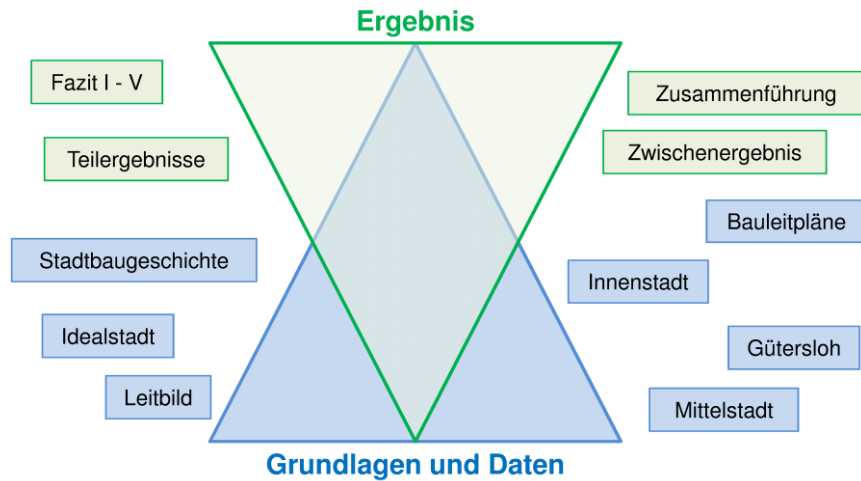 Ergebnis
Fazit I - V
Zusammenführung
Teilergebnisse
Zwischenergebnis
Bauleitpläne
Stadtbaugeschichte
Innenstadt
Idealstadt
Gütersloh
Leitbild
Mittelstadt
Grundlagen und Daten